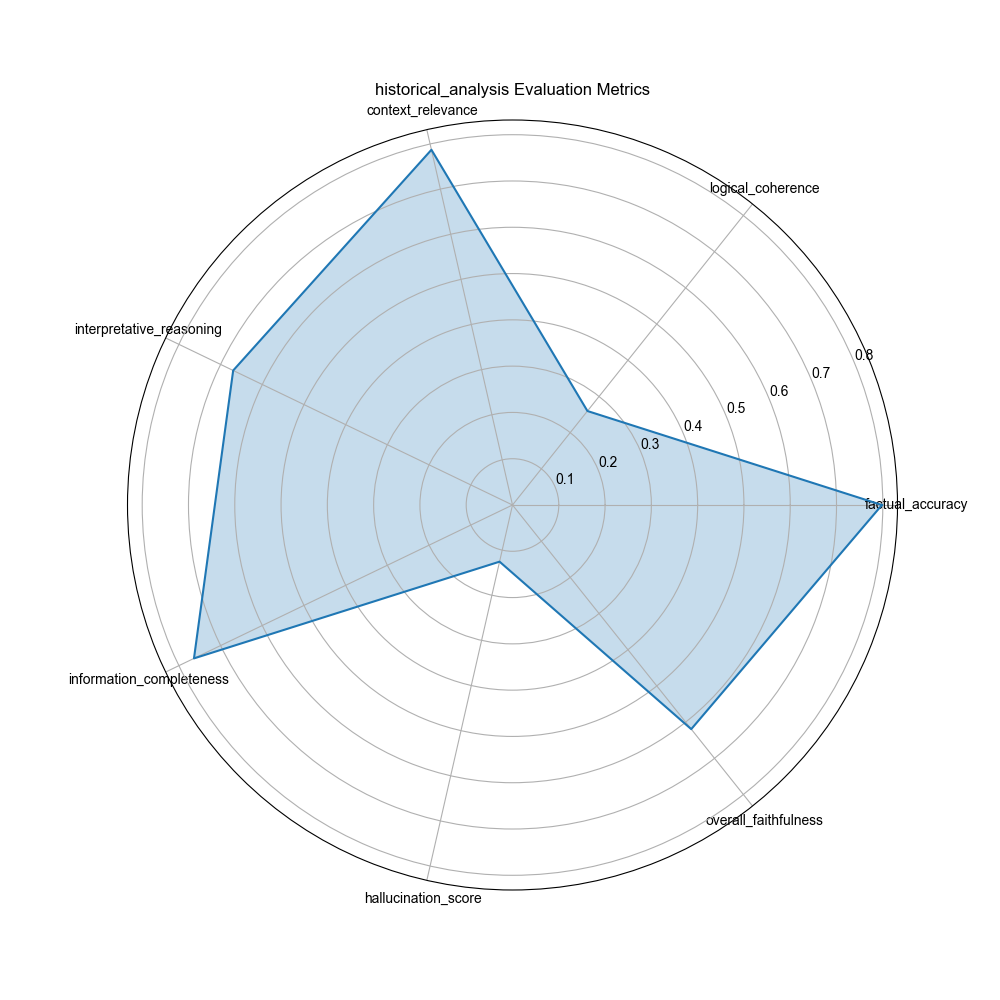 historical_analysis Evaluation Metrics
context_relevance
logical_coherence
interpretative_reasoning
0.8
0.7
0.6
0.5
0.4
0.3
0.2
0.1
factual_accuracy
information_completeness
overall_faithfulness
hallucination_score